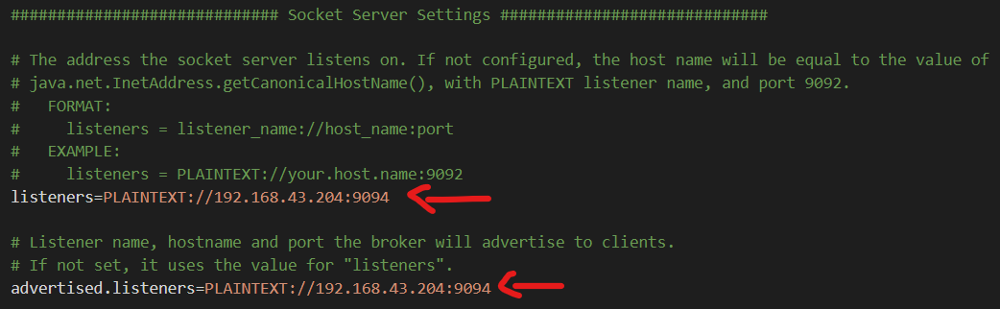 ############################# Socket Server Settings #############################
# The address the socket server listens on. If not configured, the host name will be equal to the value of
# java.net.InetAddress.getCanonicalHostName(), with PLAINTEXT listener name, and port 9092.
#   FORMAT:
#     listeners = listener_name://host_name:port
#   EXAMPLE:
#     listeners = PLAINTEXT://your.host.name:9092
listeners=PLAINTEXT://192.168.43.204:9094
# Listener name, hostname and port the broker will advertise to clients.
# If not set, it uses the value for "listeners".
advertised.listeners=PLAINTEXT://192.168.43.204:9094